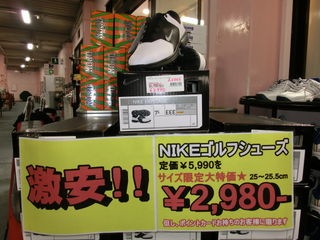 NIKE
EEE
激安!!
NIKEゴルフシューズ
定価￥5,990を
サイズ限定大特価★ 25〜25.5cm
￥2,980-
但し、ポイントカードお持ちのお客様に限ります